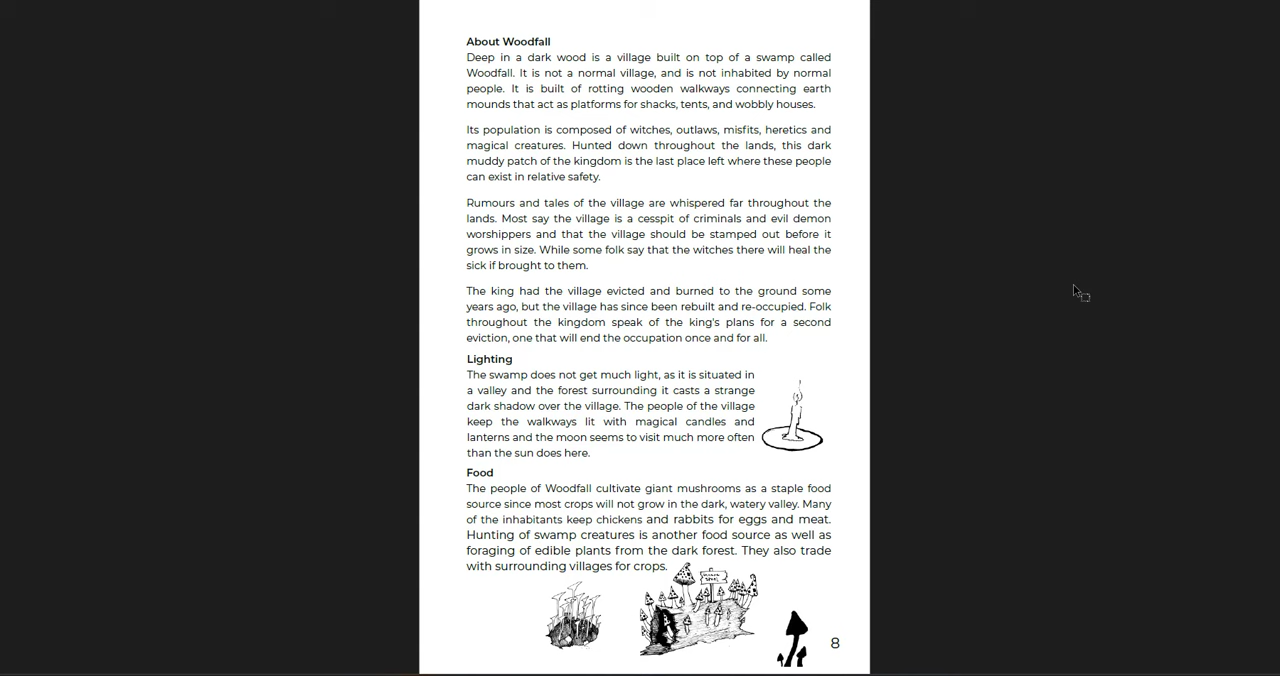 About Woodfall
Deep in a dark wood is a village built on top of a swamp called
Woodfall. It is not a normal village, and is not inhabited by normal
people. It is built of rotting wooden walkways connecting earth
mounds that act as platforms for shacks, tents, and wobbly houses.
Its population is composed of witches, outlaws, misfits, heretics and
magical creatures. Hunted down throughout the lands, this dark
muddy patch of the kingdom is the last place left where these people
can exist in relative safety.
Rumours and tales of the village are whispered far throughout the
lands. Most say the village is a cesspit of criminals and evil demon
worshippers and that the village should be stamped out before it
grows in size. While some folk say that the witches there will heal the
sick if brought to them.
The king had the village evicted and burned to the ground some
years ago, but the village has since been rebuilt and re-occupied. Folk
throughout the kingdom speak of the king's plans for a second
eviction, one that will end the occupation once and for all.
Lighting
The swamp does not get much light, as it is situated in
a valley and the forest surrounding it casts a strange
dark shadow over the village. The people of the village
keep the walkways lit with magical candles and
lanterns and the moon seems to visit much more often
than the sun does here.
Food
The people of Woodfall cultivate giant mushrooms as a staple food
source since most crops will not grow in the dark, watery valley. Many
of the inhabitants keep chickens and rabbits for eggs and meat.
Hunting of swamp creatures is another food source as well as
foraging of edible plants from the dark forest. They also trade
with surrounding villages for crops.
8